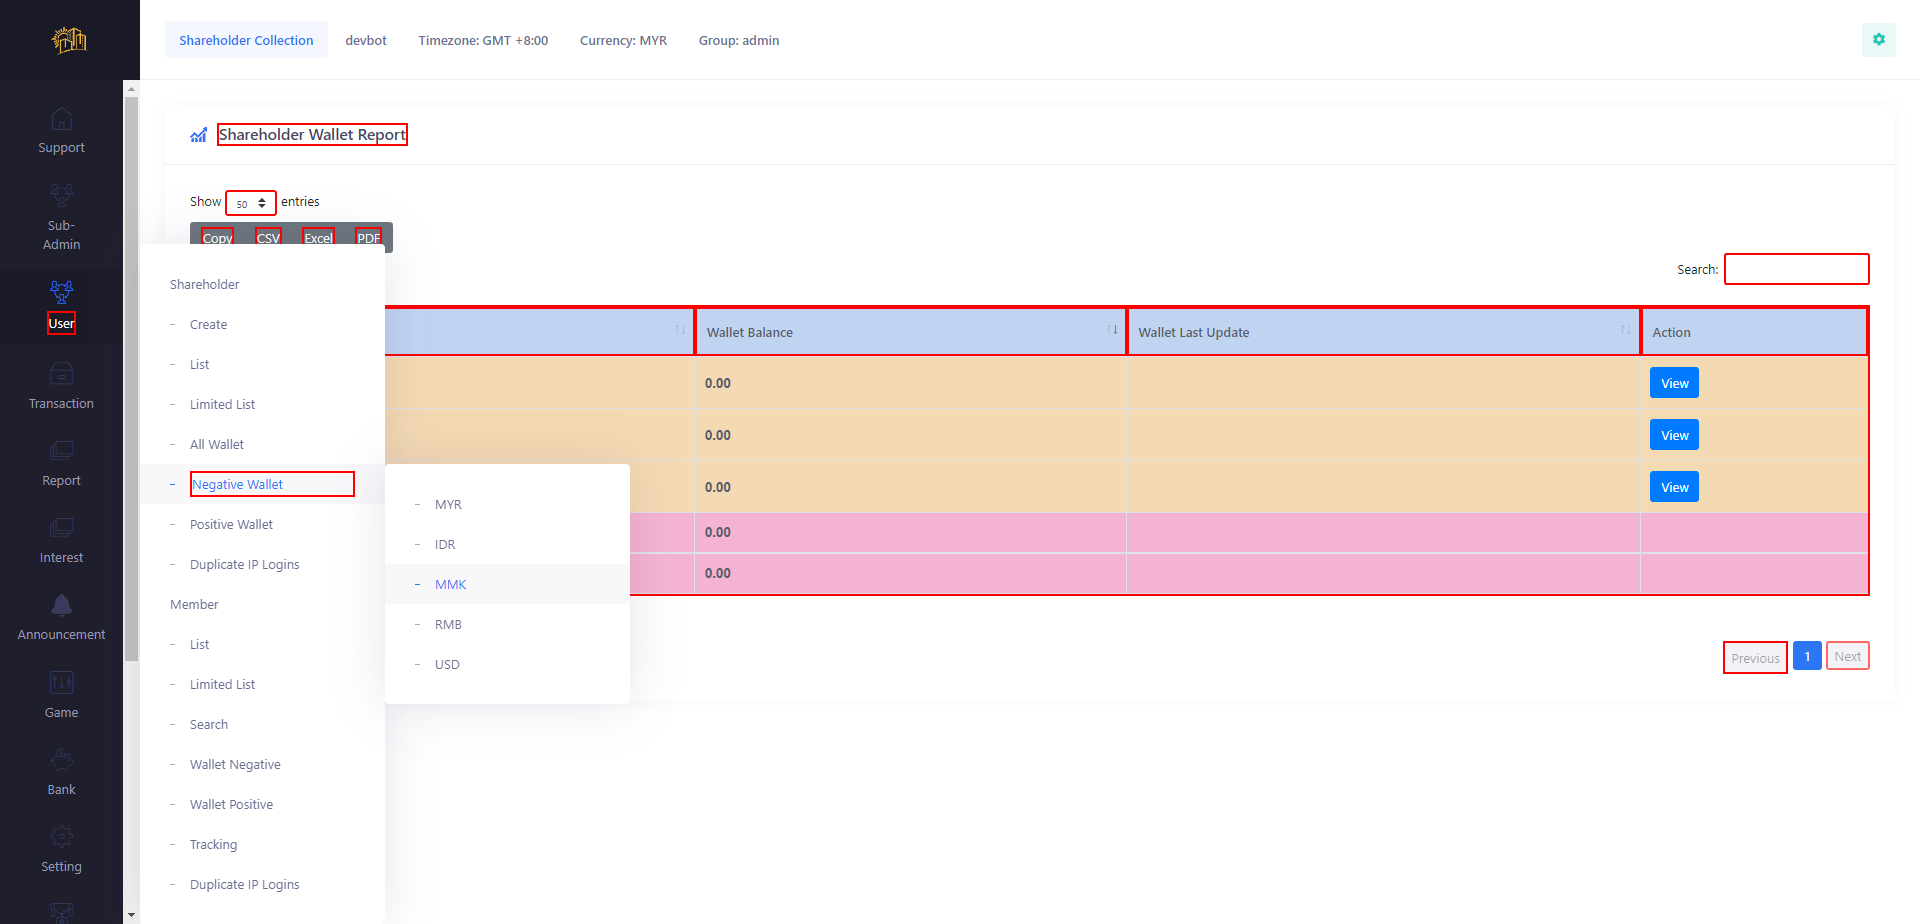 Shareholder Collection devbot Timezone: GMT +8:00 Currency: MYR Group: admin
Support
Sub-
Admin
User
Transaction
Report
Interest
Announcement
Game
Bank
Setting
Shareholder Wallet Report
Show 50 entries
Copy CSV Excel PDF
Search:
Wallet Balance Wallet Last Update Action
0.00 View
0.00 View
0.00 View
0.00
0.00
Previous 1 Next
Shareholder
- Create
- List
- Limited List
- All Wallet
- Negative Wallet
- Positive Wallet
- Duplicate IP Logins
Member
- List
- Limited List
- Search
- Wallet Negative
- Wallet Positive
- Tracking
- Duplicate IP Logins
- MYR
- IDR
- MMK
- RMB
- USD